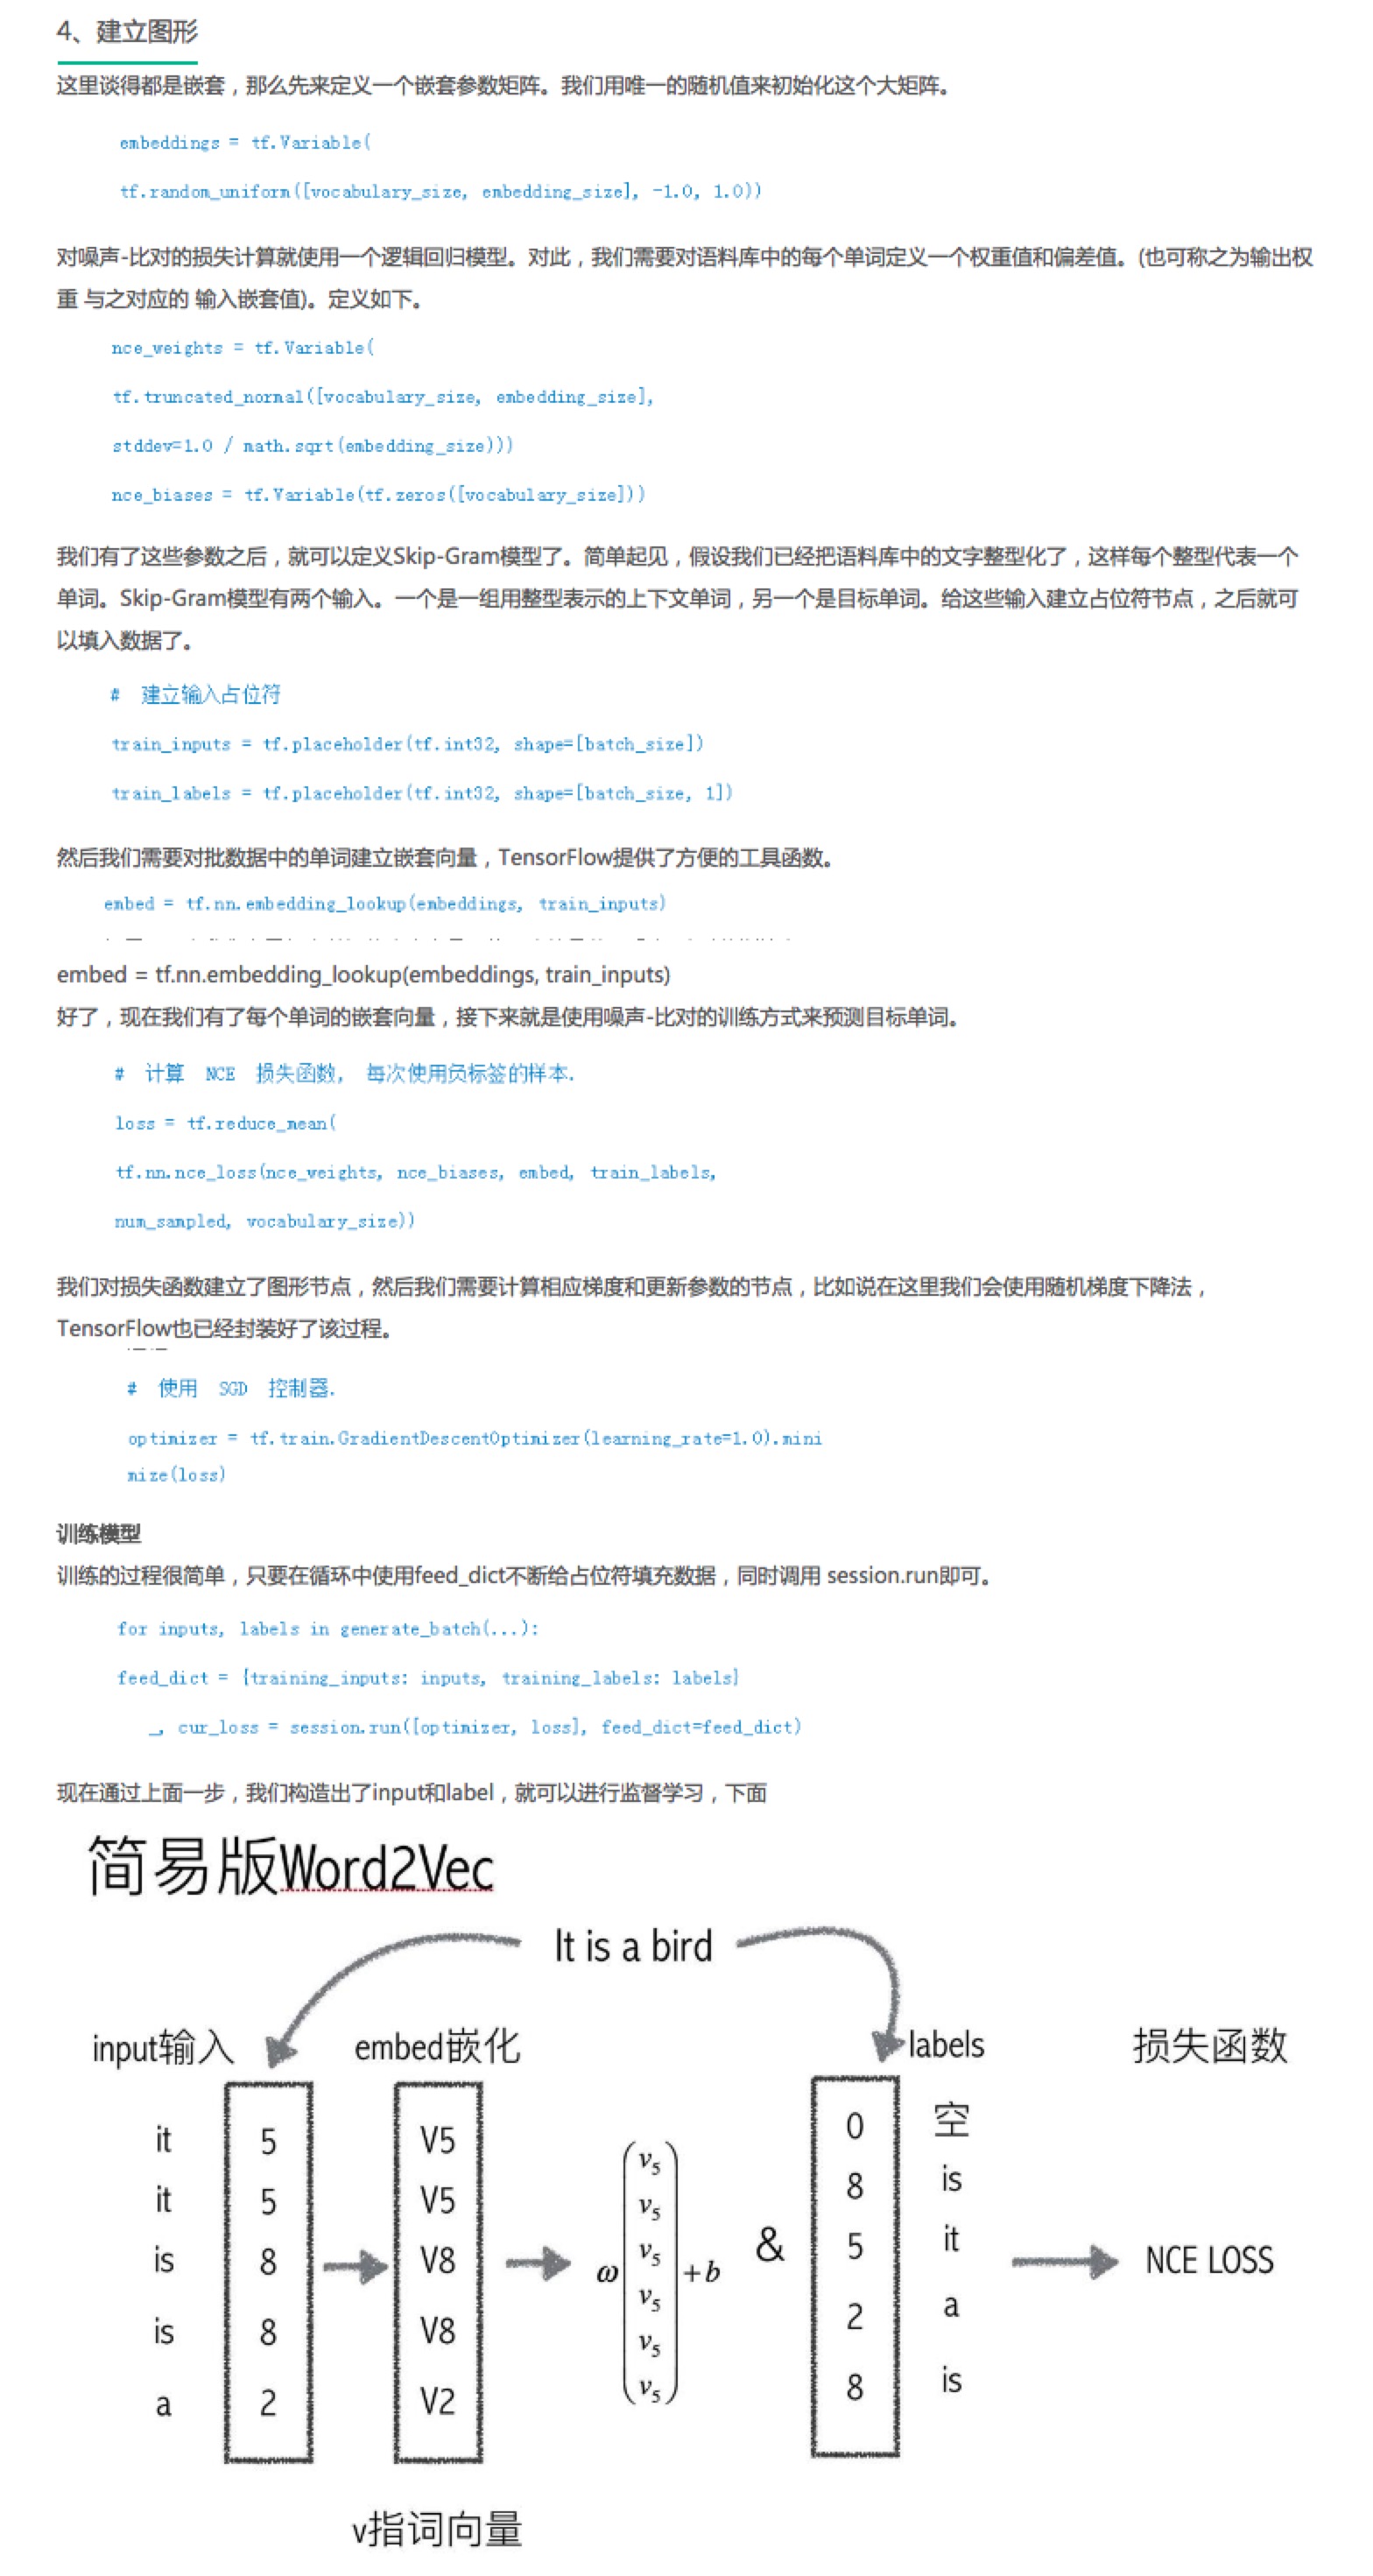 4、建立图形
这里谈得都是嵌套，那么先来定义一个嵌套参数矩阵。我们用唯一的随机值来初始化这个大矩阵。
embeddings = tf.Variable(
tf.random_uniform([vocabulary_size, embedding_size], -1.0, 1.0))
对噪声-比对的损失计算就使用一个逻辑回归模型。对此，我们需要对语料库中的每个单词定义一个权重值和偏差值。(也可称之为输出权
重 与之对应的 输入嵌套值)。定义如下。
nce_weights = tf.Variable(
tf.truncated_normal([vocabulary_size, embedding_size],
stddev=1.0 / math.sqrt(embedding_size)))
nce_biases = tf.Variable(tf.zeros([vocabulary_size]))
我们有了这些参数之后，就可以定义Skip-Gram模型了。简单起见，假设我们已经把语料库中的文字整型化了，这样每个整型代表一个
单词。Skip-Gram模型有两个输入。一个是一组用整型表示的上下文单词，另一个是目标单词。给这些输入建立占位符节点，之后就可
以填入数据了。
# 建立输入占位符
train_inputs = tf.placeholder(tf.int32, shape=[batch_size])
train_labels = tf.placeholder(tf.int32, shape=[batch_size, 1])
然后我们需要对批数据中的单词建立嵌套向量，TensorFlow提供了方便的工具函数。
embed = tf.nn.embedding_lookup(embeddings, train_inputs)
embed = tf.nn.embedding_lookup(embeddings, train_inputs)
好了，现在我们有了每个单词的嵌套向量，接下来就是使用噪声-比对的训练方式来预测目标单词。
# 计算 NCE 损失函数, 每次使用负标签的样本.
loss = tf.reduce_mean(
tf.nn.nce_loss(nce_weights, nce_biases, embed, train_labels,
num_sampled, vocabulary_size))
我们对损失函数建立了图形节点，然后我们需要计算相应梯度和更新参数的节点，比如说在这里我们会使用随机梯度下降法，
TensorFlow也已经封装好了该过程。
# 使用 SGD 控制器.
optimizer = tf.train.GradientDescentOptimizer(learning_rate=1.0).mini
mize(loss)
训练模型
训练的过程很简单，只要在循环中使用feed_dict不断给占位符填充数据，同时调用 session.run即可。
for inputs, labels in generate_batch(...):
feed_dict = {training_inputs: inputs, training_labels: labels}
_, cur_loss = session.run([optimizer, loss], feed_dict=feed_dict)
现在通过上面一步，我们构造出了input和label，就可以进行监督学习，下面
简易版Word2Vec
It is a bird
input输入 embed嵌化 labels 损失函数
it 5 V5 0 空
it 5 V5 8 is
is 8 V8 5 it
is 8 V8 2 a
a 2 V2 8 is
v5
v5
v5
v5
v5
v5
ω +b & NCE LOSS
v指词向量